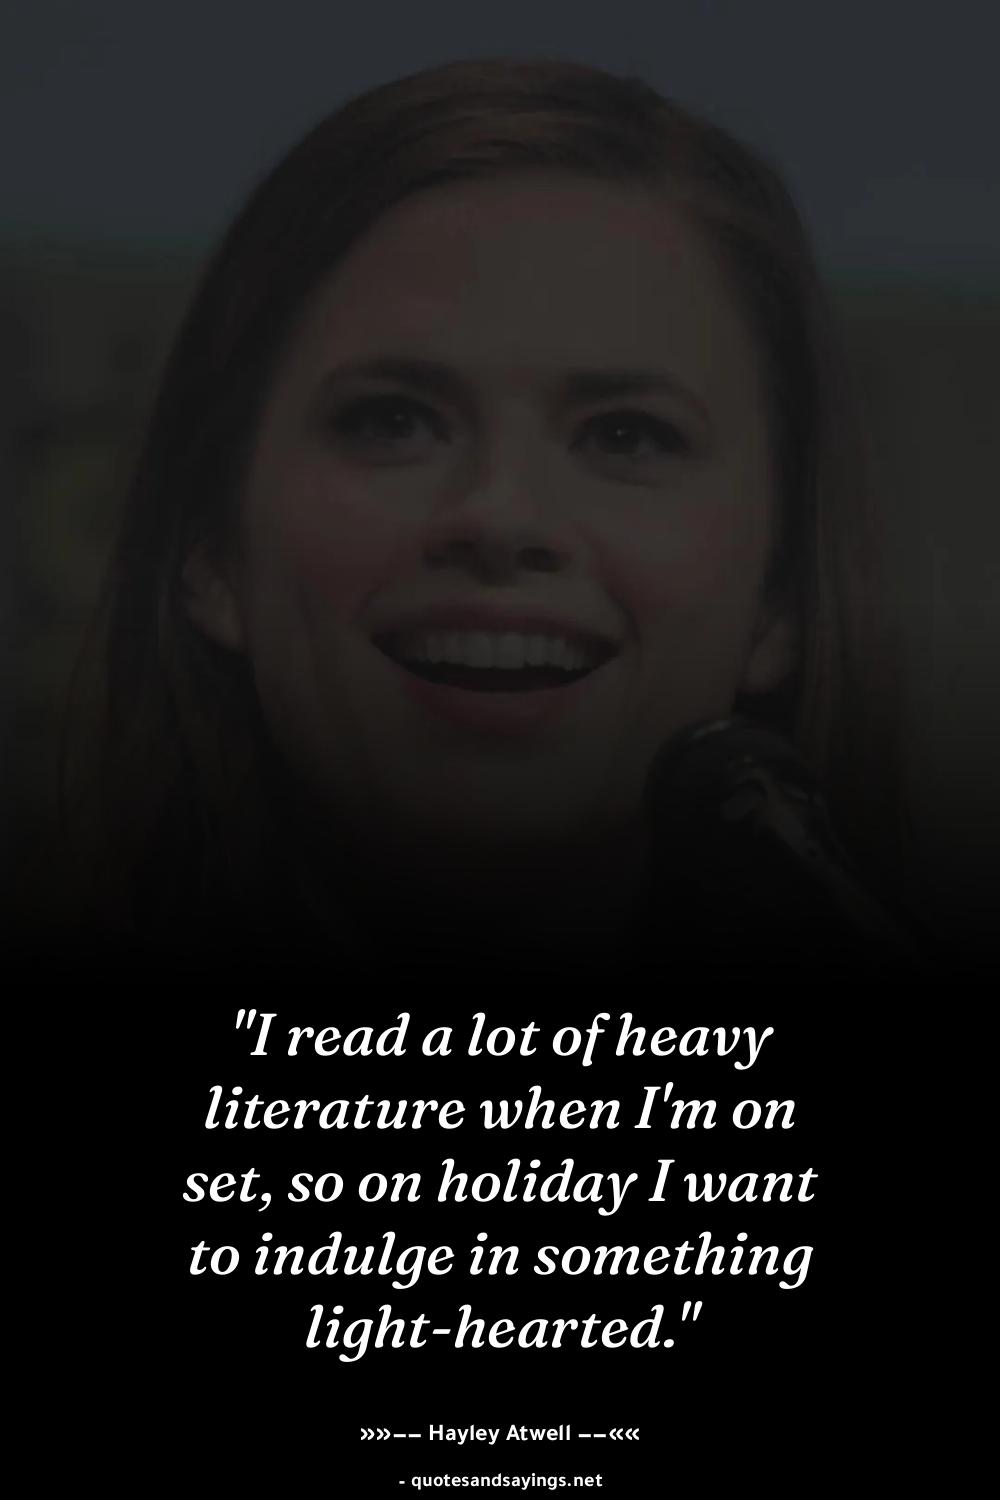 "I read a lot of heavy
literature when I'm on
set, so on holiday I want
to indulge in something
light-hearted."
»»–– Hayley Atwell ––««
- quotesandsayings.net